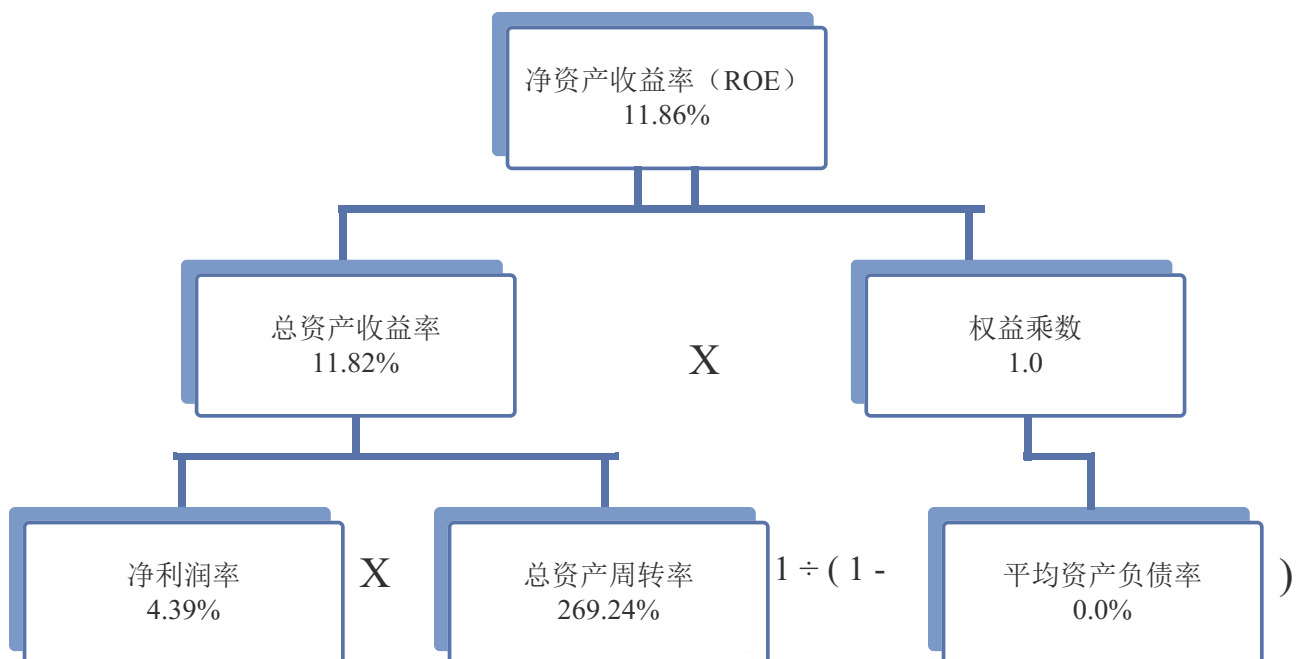 净资产收益率（ROE）
11.86%
总资产收益率
11.82%
X
权益乘数
1.0
净利润率
4.39%
X
总资产周转率
269.24%
1 ÷ ( 1 -
平均资产负债率
0.0%
)